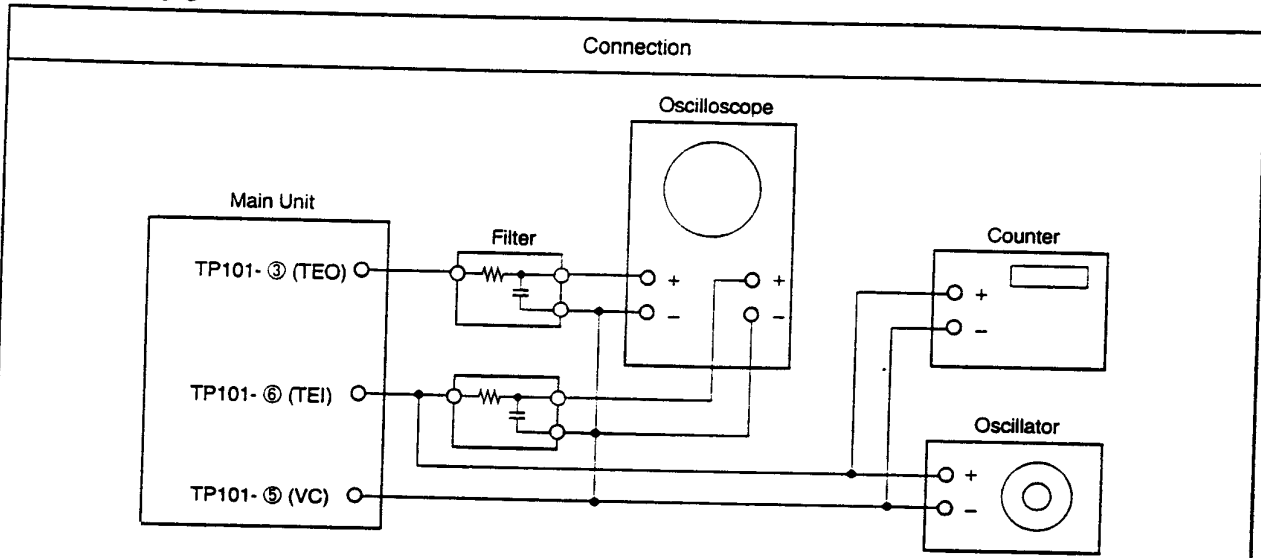 Connection
Oscilloscope
Main Unit
Filter
Counter
TP101- ③ (TEO)
+
+
−
−
+
−
TP101- ⑥ (TEI)
Oscillator
+
−
TP101- ⑤ (VC)